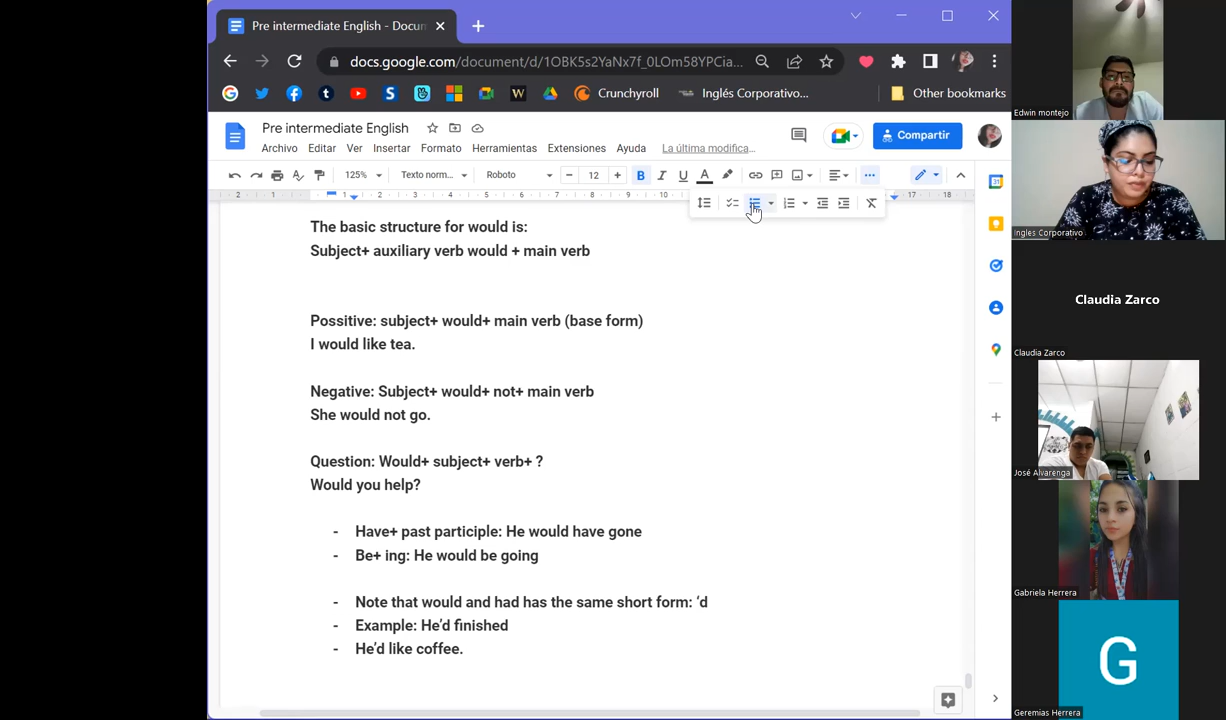 Pre intermediate English - Docum
docs.google.com/document/d/1OBK5s2YaNx7f_0LOm58YPCia...
Crunchyroll
Inglés Corporativo...
Other bookmarks
Pre intermediate English
Archivo Editar Ver Insertar Formato Herramientas Extensiones Ayuda La última modifica...
Compartir
125% Texto norm... Roboto 12
The basic structure for would is:
Subject+ auxiliary verb would + main verb
Possitive: subject+ would+ main verb (base form)
I would like tea.
Negative: Subject+ would+ not+ main verb
She would not go.
Question: Would+ subject+ verb+ ?
Would you help?
- Have+ past participle: He would have gone
- Be+ ing: He would be going
- Note that would and had has the same short form: ‘d
- Example: He’d finished
- He’d like coffee.
Edwin montejo
Ingles Corporativo
Claudia Zarco
Claudia Zarco
José Alvarenga
Gabriela Herrera
G
Geremias Herrera